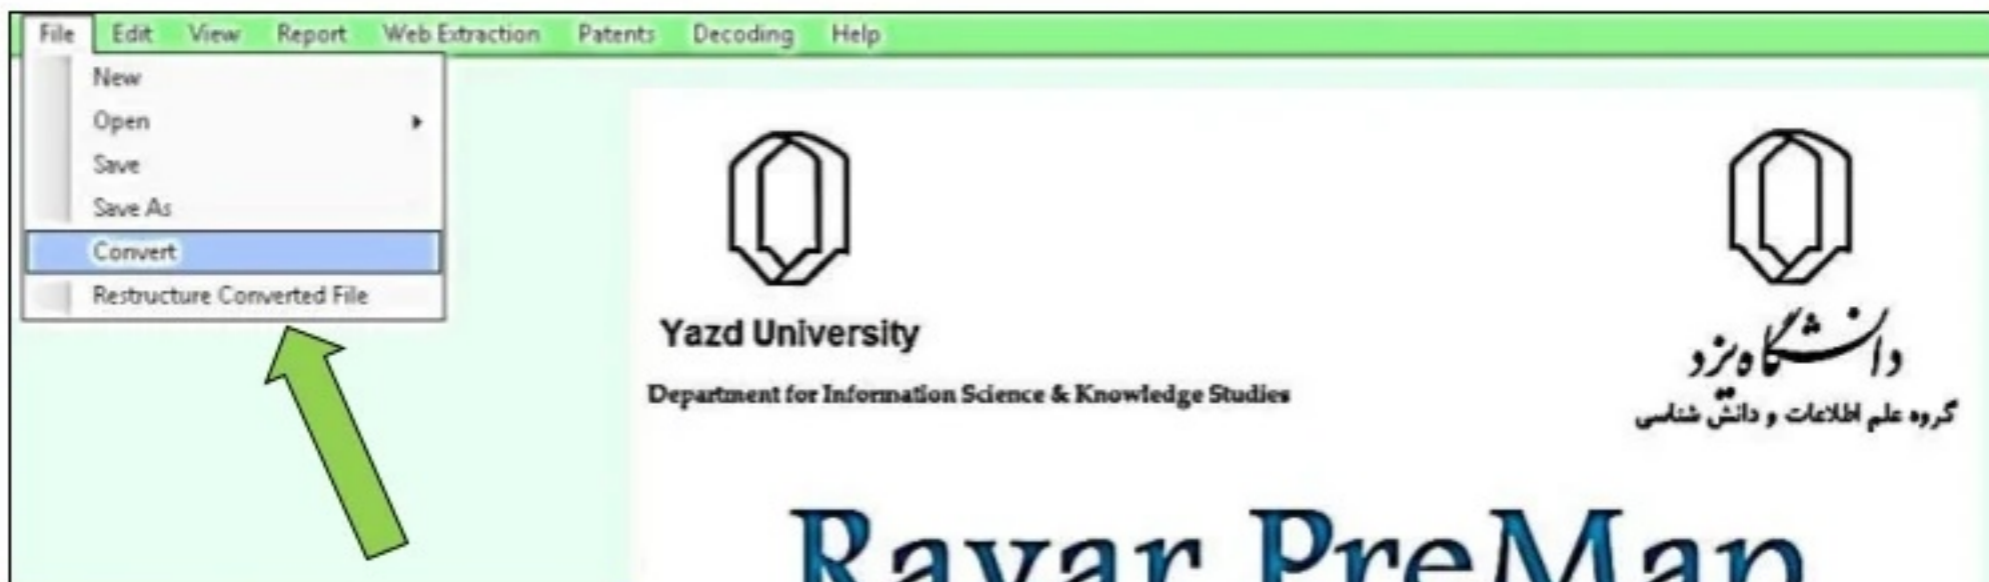 File Edit View Report Web Extraction Patents Decoding Help
New
Open
Save
Save As
Convert
Restructure Converted File
Yazd University
Department for Information Science & Knowledge Studies
دانشگاه یزد
گروه علم اطلاعات و دانش شناسی
Ravar PreMap